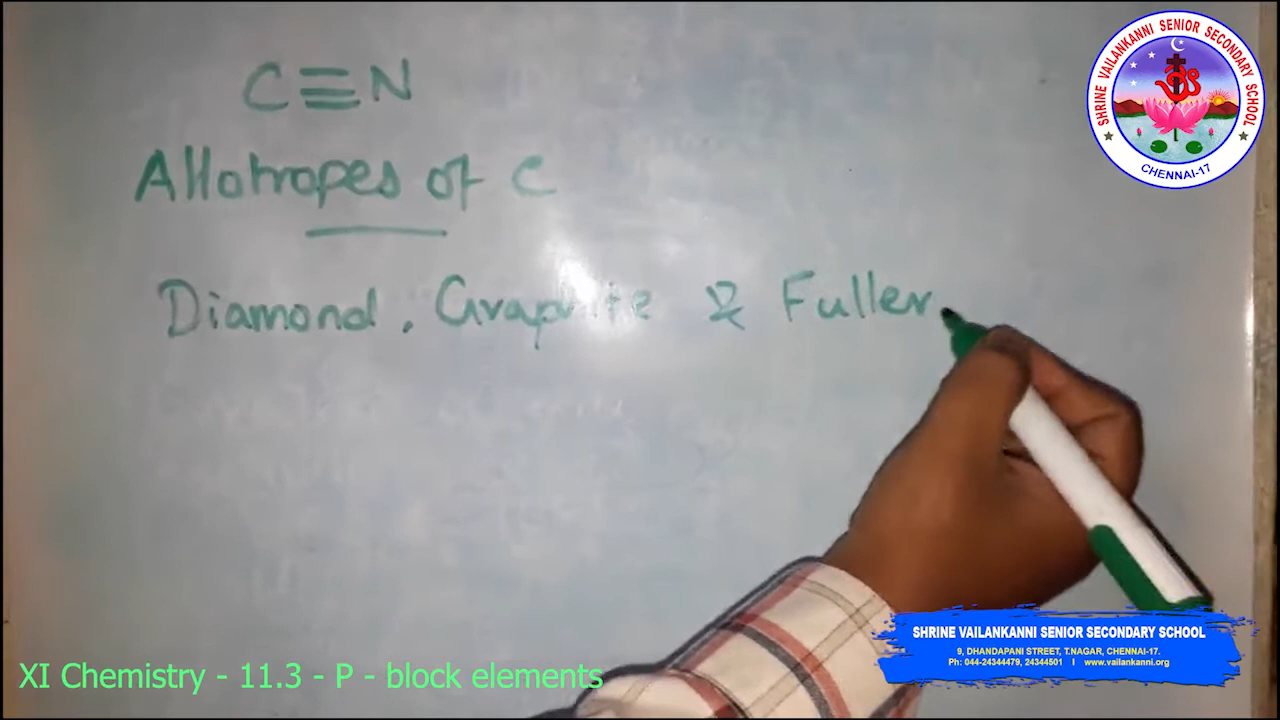 C≡N
Allotropes of C
Diamond, Graphite & Fuller
SHRINE VAILANKANNI SENIOR SECONDARY SCHOOL
CHENNAI-17
SHRINE VAILANKANNI SENIOR SECONDARY SCHOOL
9, DHANDAPANI STREET, T.NAGAR, CHENNAI-17.
Ph: 044-24344479, 24344501 I www.vailankanni.org
XI Chemistry - 11.3 - P - block elements